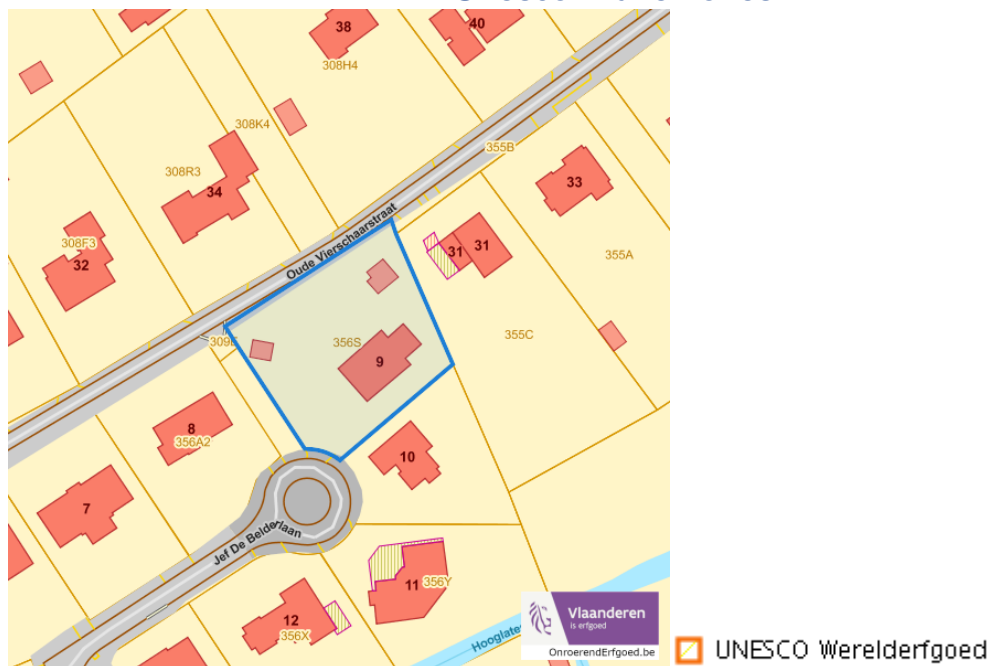 38
40
308H4
308K4
355B
308R3
34
33
Oude Vierschaarstraat
308F3
32
31
31
355A
356S
355C
9
8
356A2
10
7
Jef De Belderlaan
11
356Y
12
356X
Vlaanderen
is erfgoed
OnroerendErfgoed.be
UNESCO Werelderfgoed